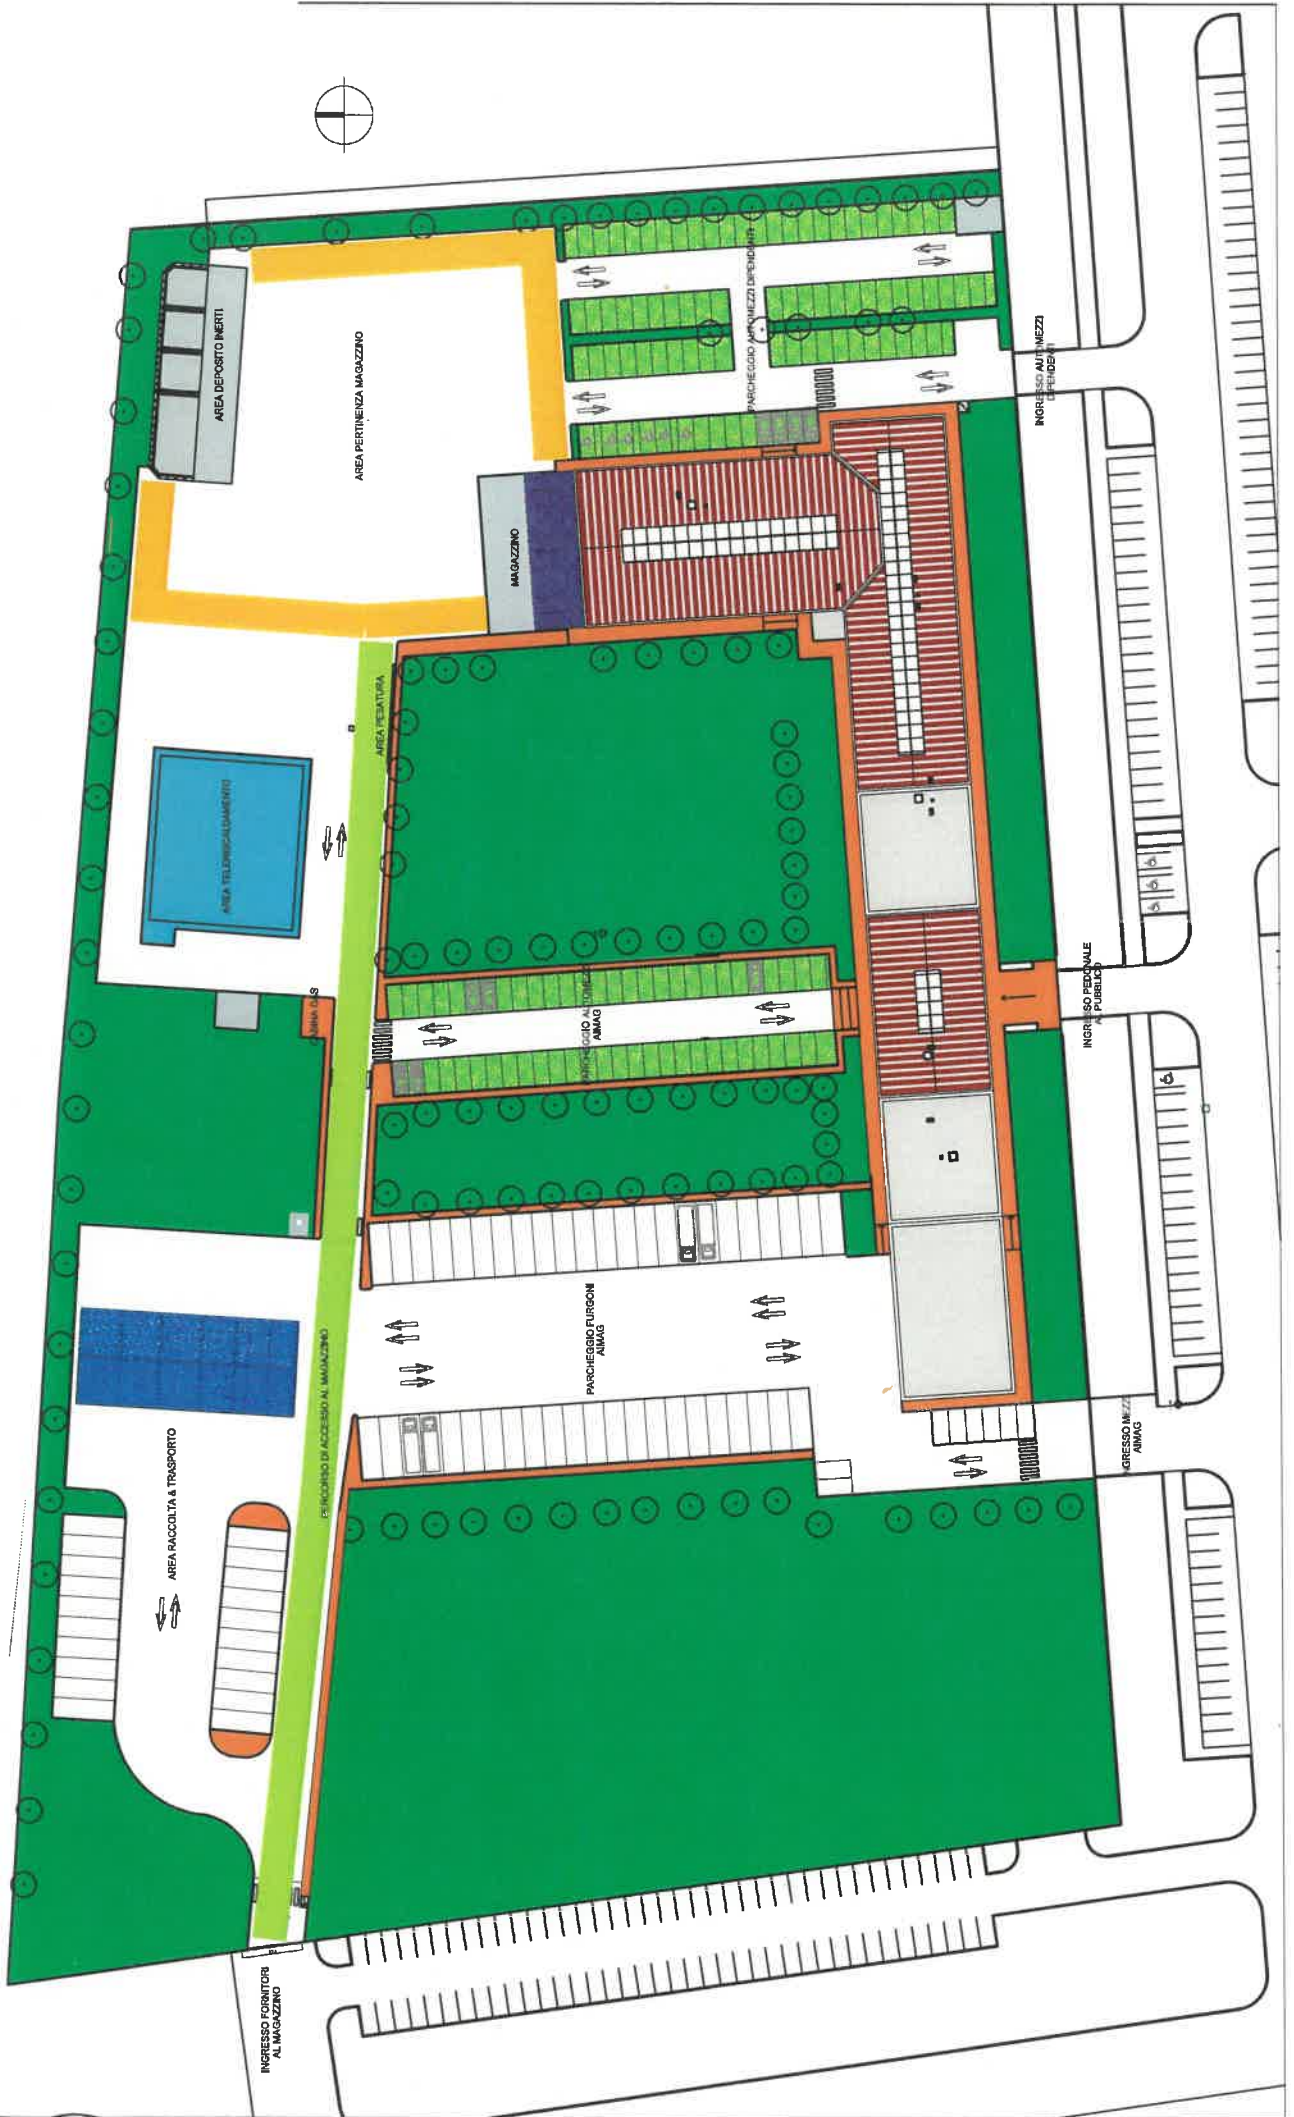 AREA DEPOSITO INERTI
AREA PERTINENZA MAGAZZINO
PARCHEGGIO AUTOMEZZI DIPENDENTI
INGRESSO AUTOMEZZI
DIPENDENTI
MAGAZZINO
AREA PESATURA
AREA TELERISCALDAMENTO
CABINA GAS
PARCHEGGIO AUTOMEZZI
AIMAG
INGRESSO PEDONALE
AL PUBBLICO
PERCORSO DI ACCESSO AL MAGAZZINO
PARCHEGGIO FURGONI
AIMAG
INGRESSO MEZZI
AIMAG
AREA RACCOLTA & TRASPORTO
INGRESSO FORNITORI
AL MAGAZZINO